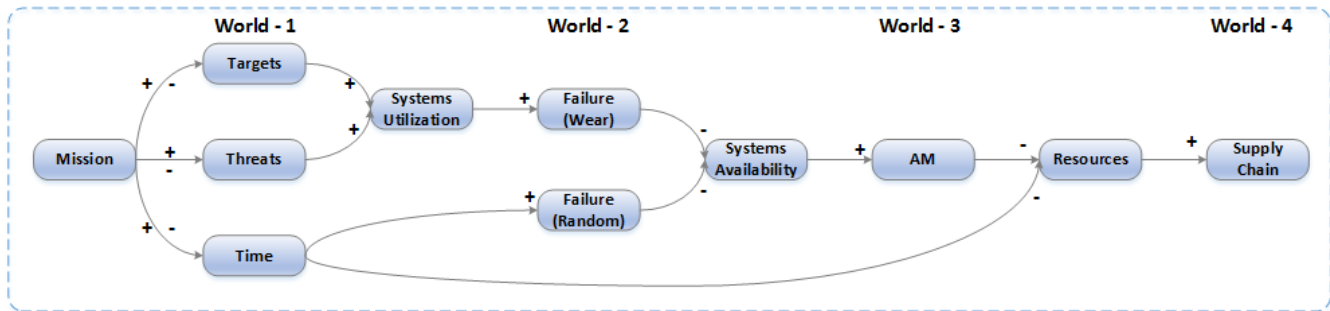 World - 1
World - 2
World - 3
World - 4
Targets
+ -
+
Systems
Utilization
+
Failure
(Wear)
-
Mission
+
-
Threats
+
Systems
Availability
+
AM
-
Resources
+
Supply
Chain
-
-
+
Failure
(Random)
+ -
Time